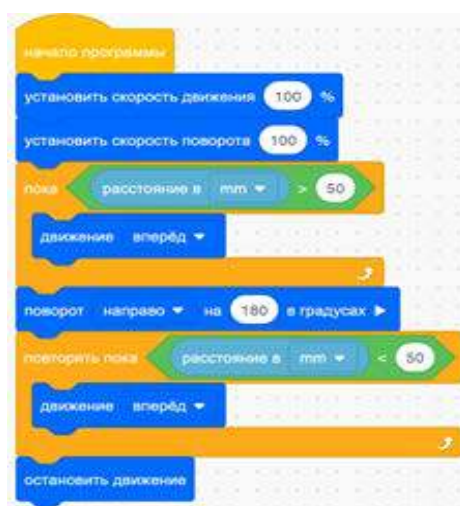 начало программы
установить скорость движения 100 %
установить скорость поворота 100 %
пока расстояние в mm > 50
движение вперёд
поворот направо на 180 в градусах
повторять пока расстояние в mm < 50
движение вперёд
остановить движение